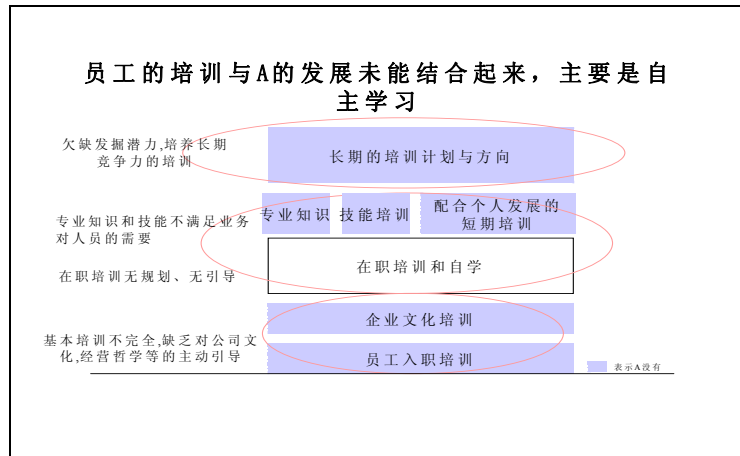 员工的培训与A的发展未能结合起来，主要是自
主学习
欠缺发掘潜力,培养长期
竞争力的培训
长期的培训计划与方向
专业知识和技能不满足业务
对人员的需要
专业知识
技能培训
配合个人发展的
短期培训
在职培训无规划、无引导
在职培训和自学
基本培训不完全,缺乏对公司文
化,经营哲学等的主动引导
企业文化培训
员工入职培训
表示A没有